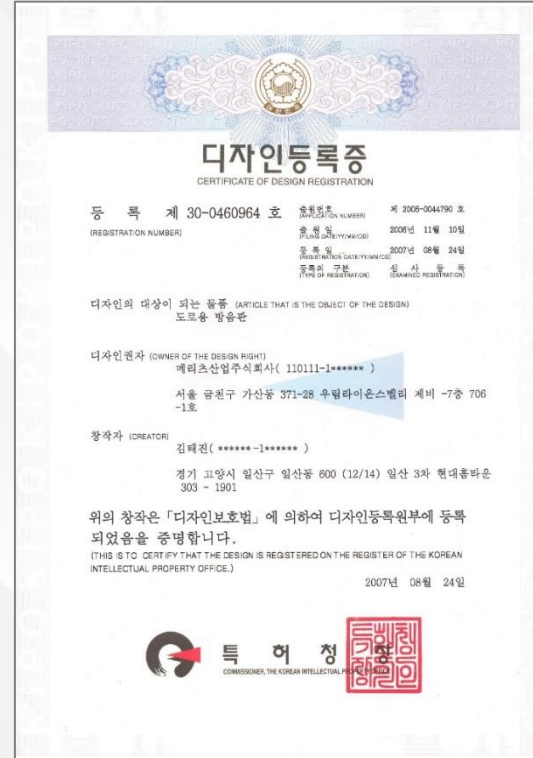 디자인등록증
CERTIFICATE OF DESIGN REGISTRATION
등 록 제 30-0460964 호
(REGISTRATION NUMBER)
출원번호 제 2006-0044790 호
(APPLICATION NUMBER)
출원일 2006년 11월 10일
(FILING DATE:YY/MM/DD)
등록일 2007년 08월 24일
(REGISTRATION DATE:YY/MM/DD)
등록의 구분 심사등록
(TYPE OF REGISTRATION) (EXAMINED REGISTRATION)
디자인의 대상이 되는 물품 (ARTICLE THAT IS THE OBJECT OF THE DESIGN)
도로용 방음판
디자인권자 (OWNER OF THE DESIGN RIGHT)
메리츠산업주식회사( 110111-1****** )
서울 금천구 가산동 371-28 우림라이온스밸리 제비 -7층 706
-1호
창작자 (CREATOR)
김태진( ******-1****** )
경기 고양시 일산구 일산동 600 (12/14) 일산 3차 현대홈타운
303 - 1901
위의 창작은 「디자인보호법」에 의하여 디자인등록원부에 등록
되었음을 증명합니다.
(THIS IS TO CERTIFY THAT THE DESIGN IS REGISTERED ON THE REGISTER OF THE KOREAN
INTELLECTUAL PROPERTY OFFICE.)
2007년 08월 24일
특 허 청 장
COMMISSIONER, THE KOREAN INTELLECTUAL